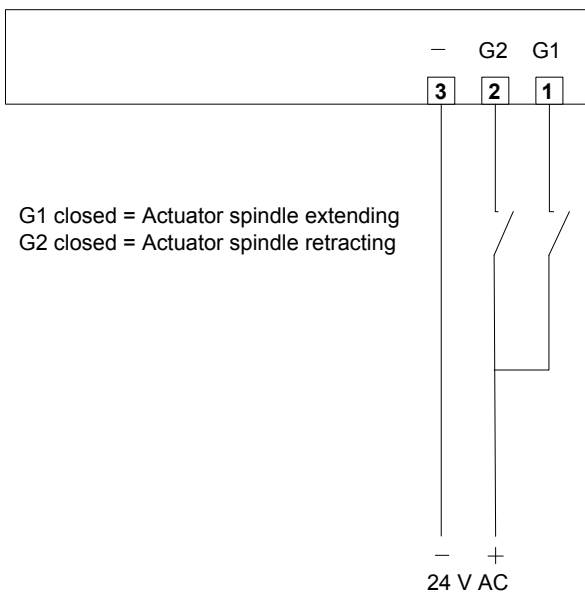 — G2 G1
3 2 1
G1 closed = Actuator spindle extending
G2 closed = Actuator spindle retracting
— +
24 V AC